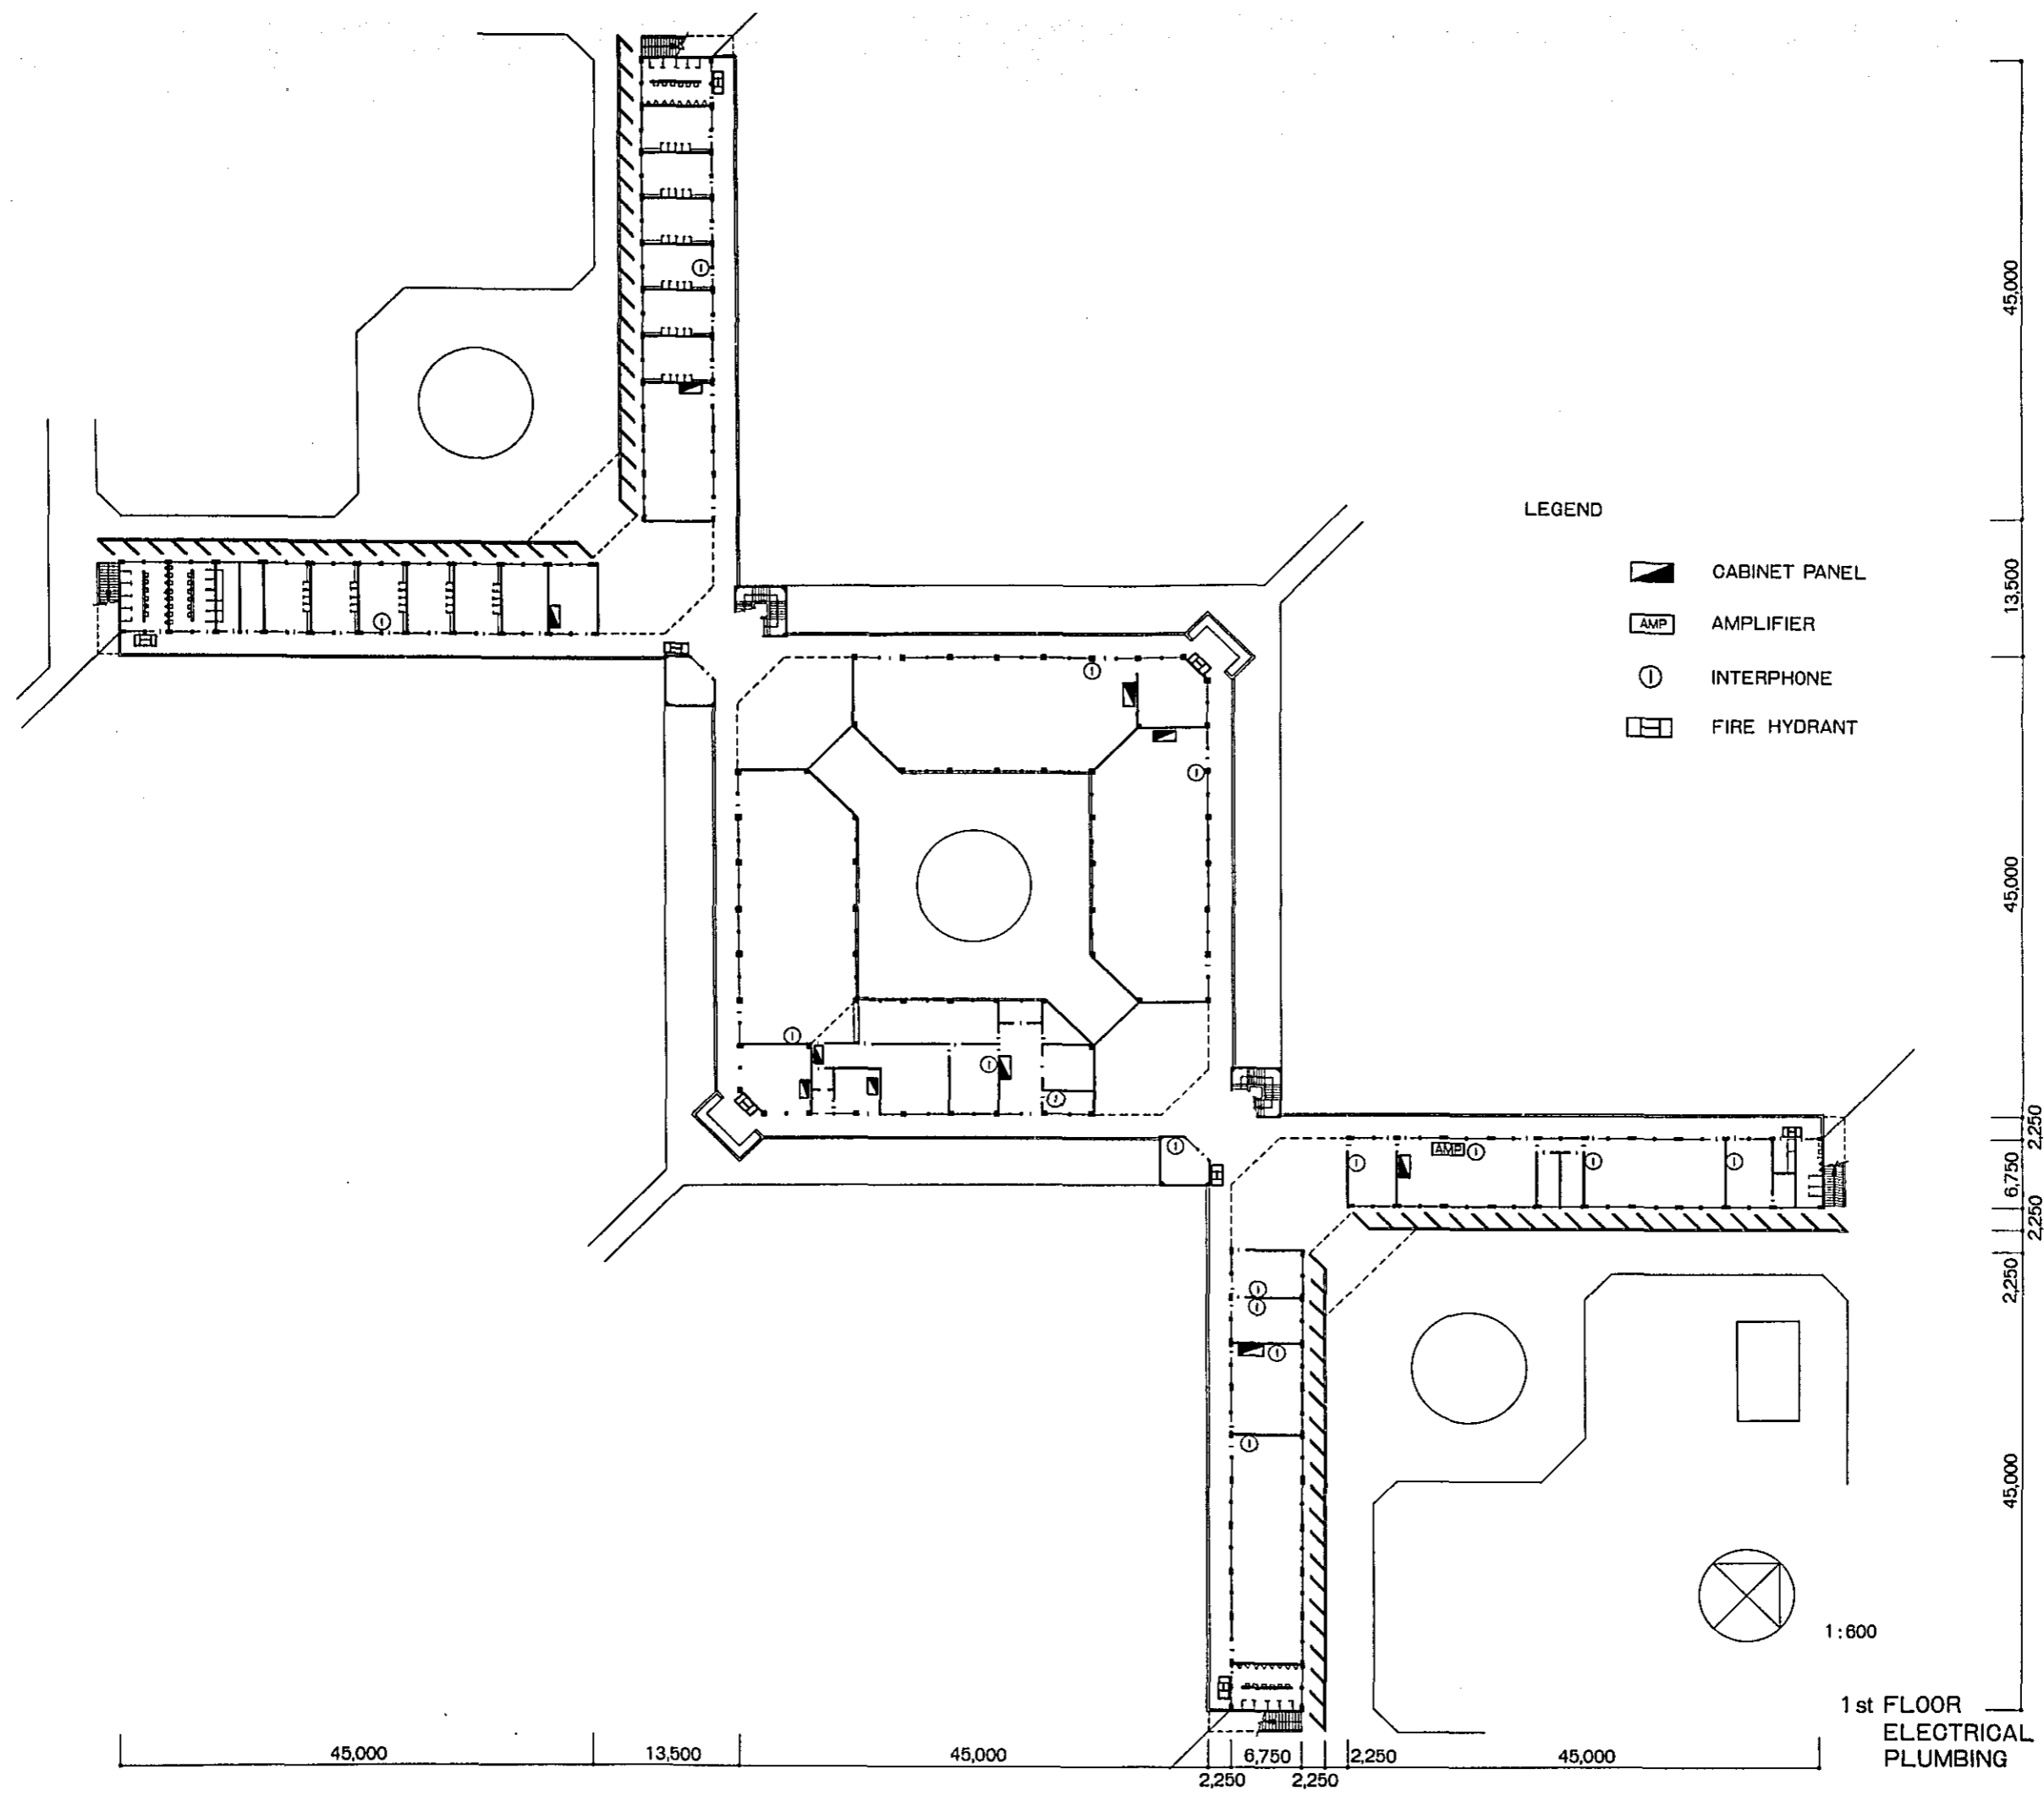 LEGEND
CABINET PANEL
AMP AMPLIFIER
I INTERPHONE
FIRE HYDRANT
45,000
13,500
45,000
2,250
6,750
2,250
2,250
45,000
I
I
I
I
I
I
I
I
I
AMP I
I
I
I
I
I
I
I
1:600
1st FLOOR
ELECTRICAL
PLUMBING
45,000 13,500 45,000 6,750 2,250 45,000
2,250 2,250